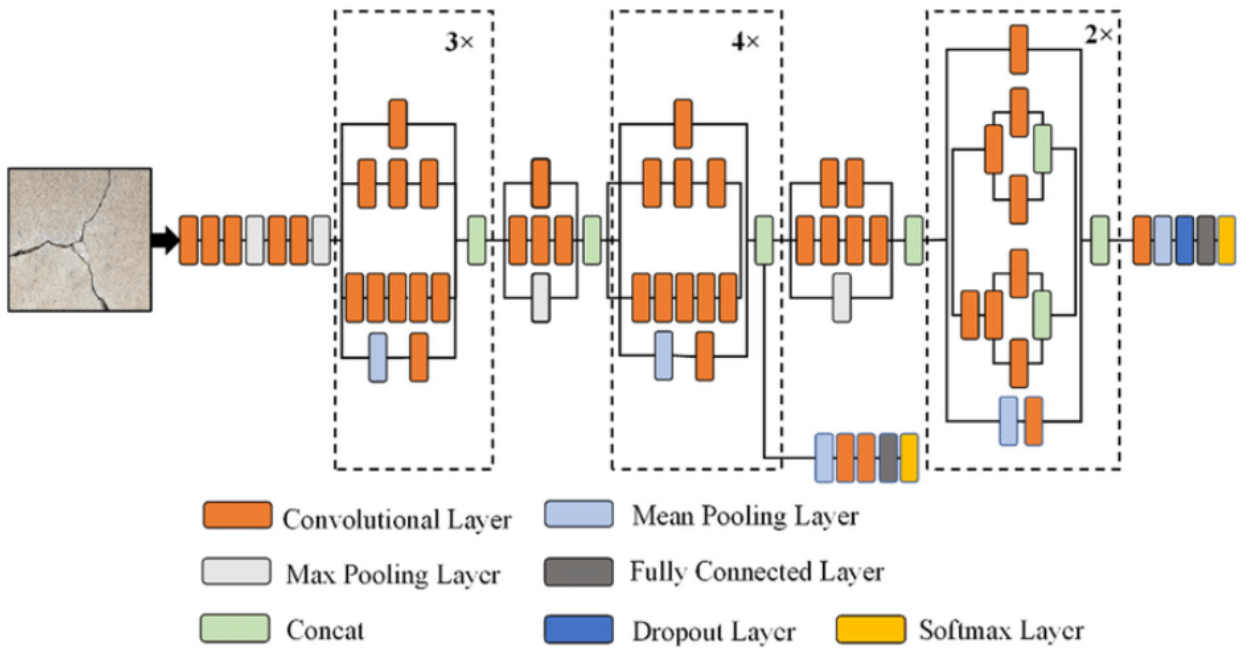 3×
4×
2×
Convolutional Layer
Mean Pooling Layer
Max Pooling Layer
Fully Connected Layer
Concat
Dropout Layer
Softmax Layer